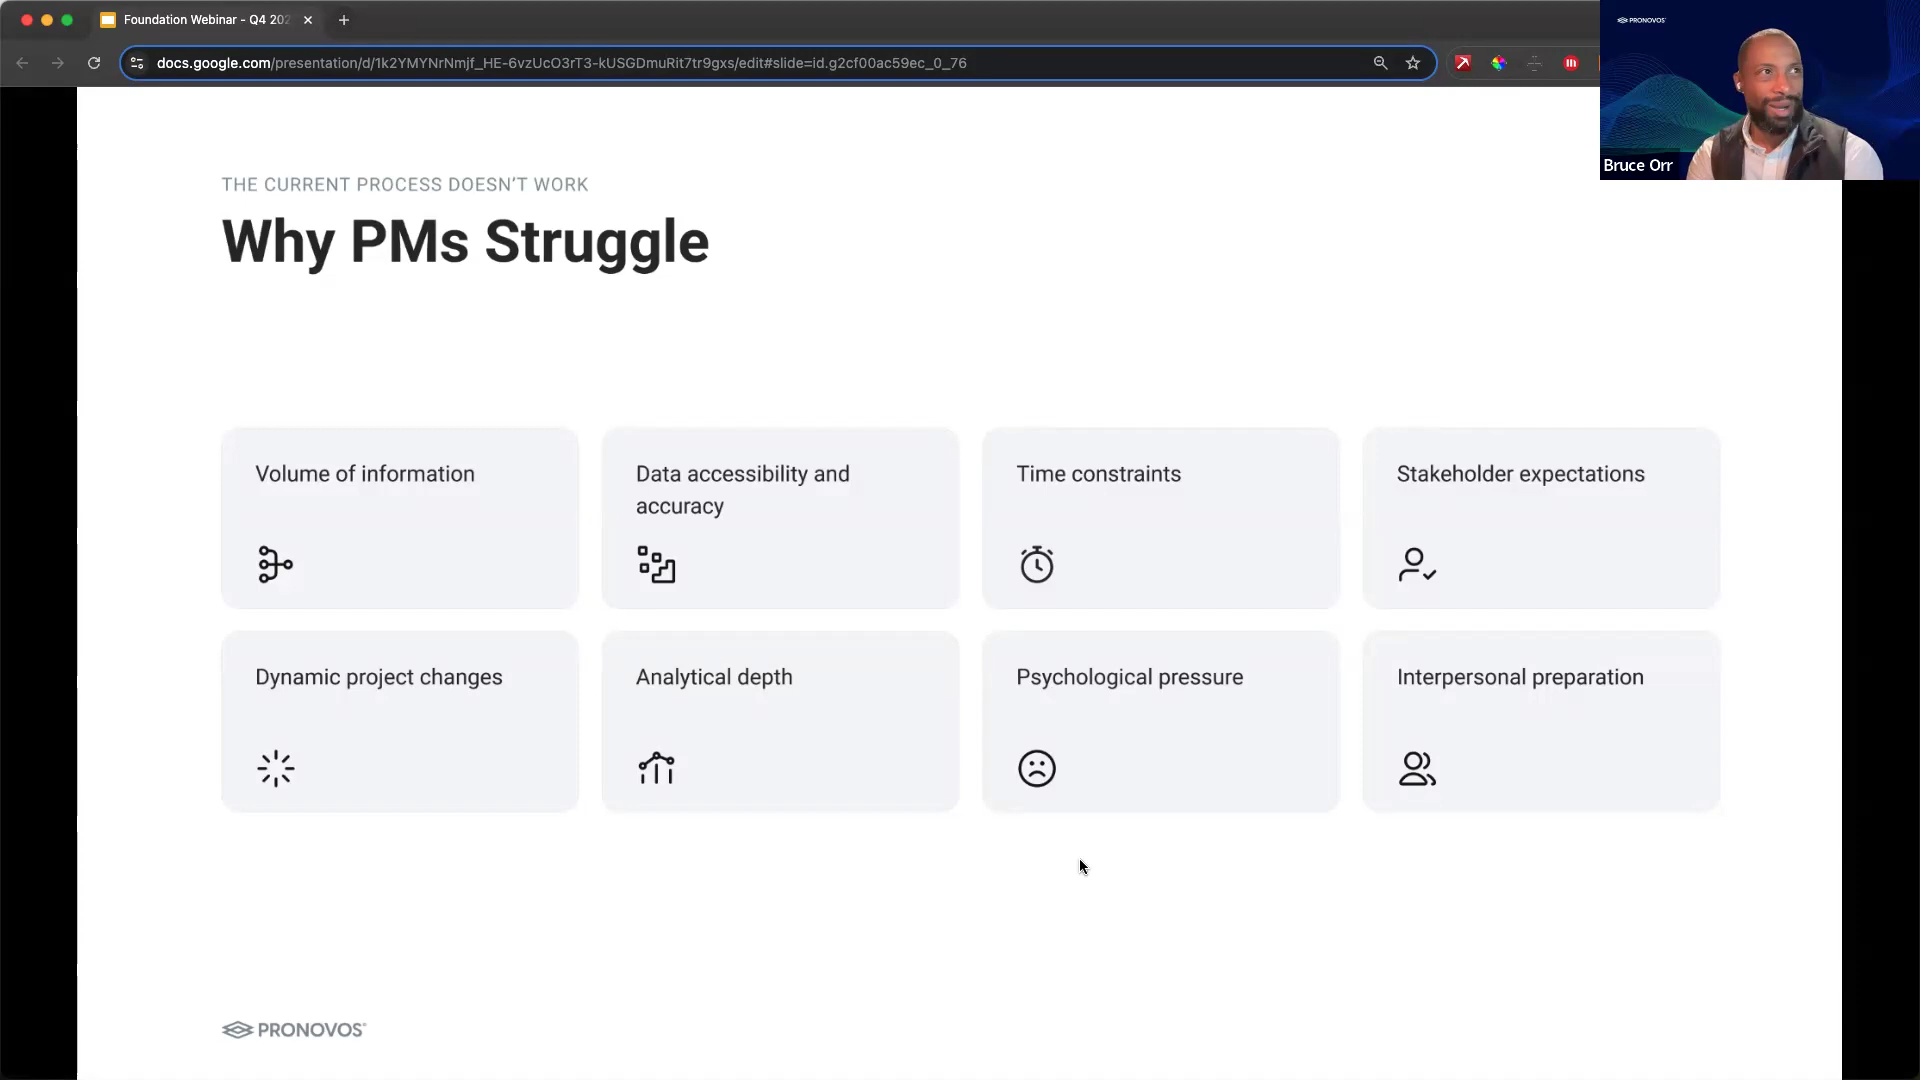 Foundation Webinar - Q4 202
docs.google.com/presentation/d/1k2YMYNrNmjf_HE-6vzUcO3rT3-kUSGDmuRit7tr9gxs/edit#slide=id.g2cf00ac59ec_0_76
PRONOVOS
Bruce Orr
THE CURRENT PROCESS DOESN'T WORK
Why PMs Struggle
Volume of information
Data accessibility and
accuracy
Time constraints
Stakeholder expectations
Dynamic project changes
Analytical depth
Psychological pressure
Interpersonal preparation
PRONOVOS